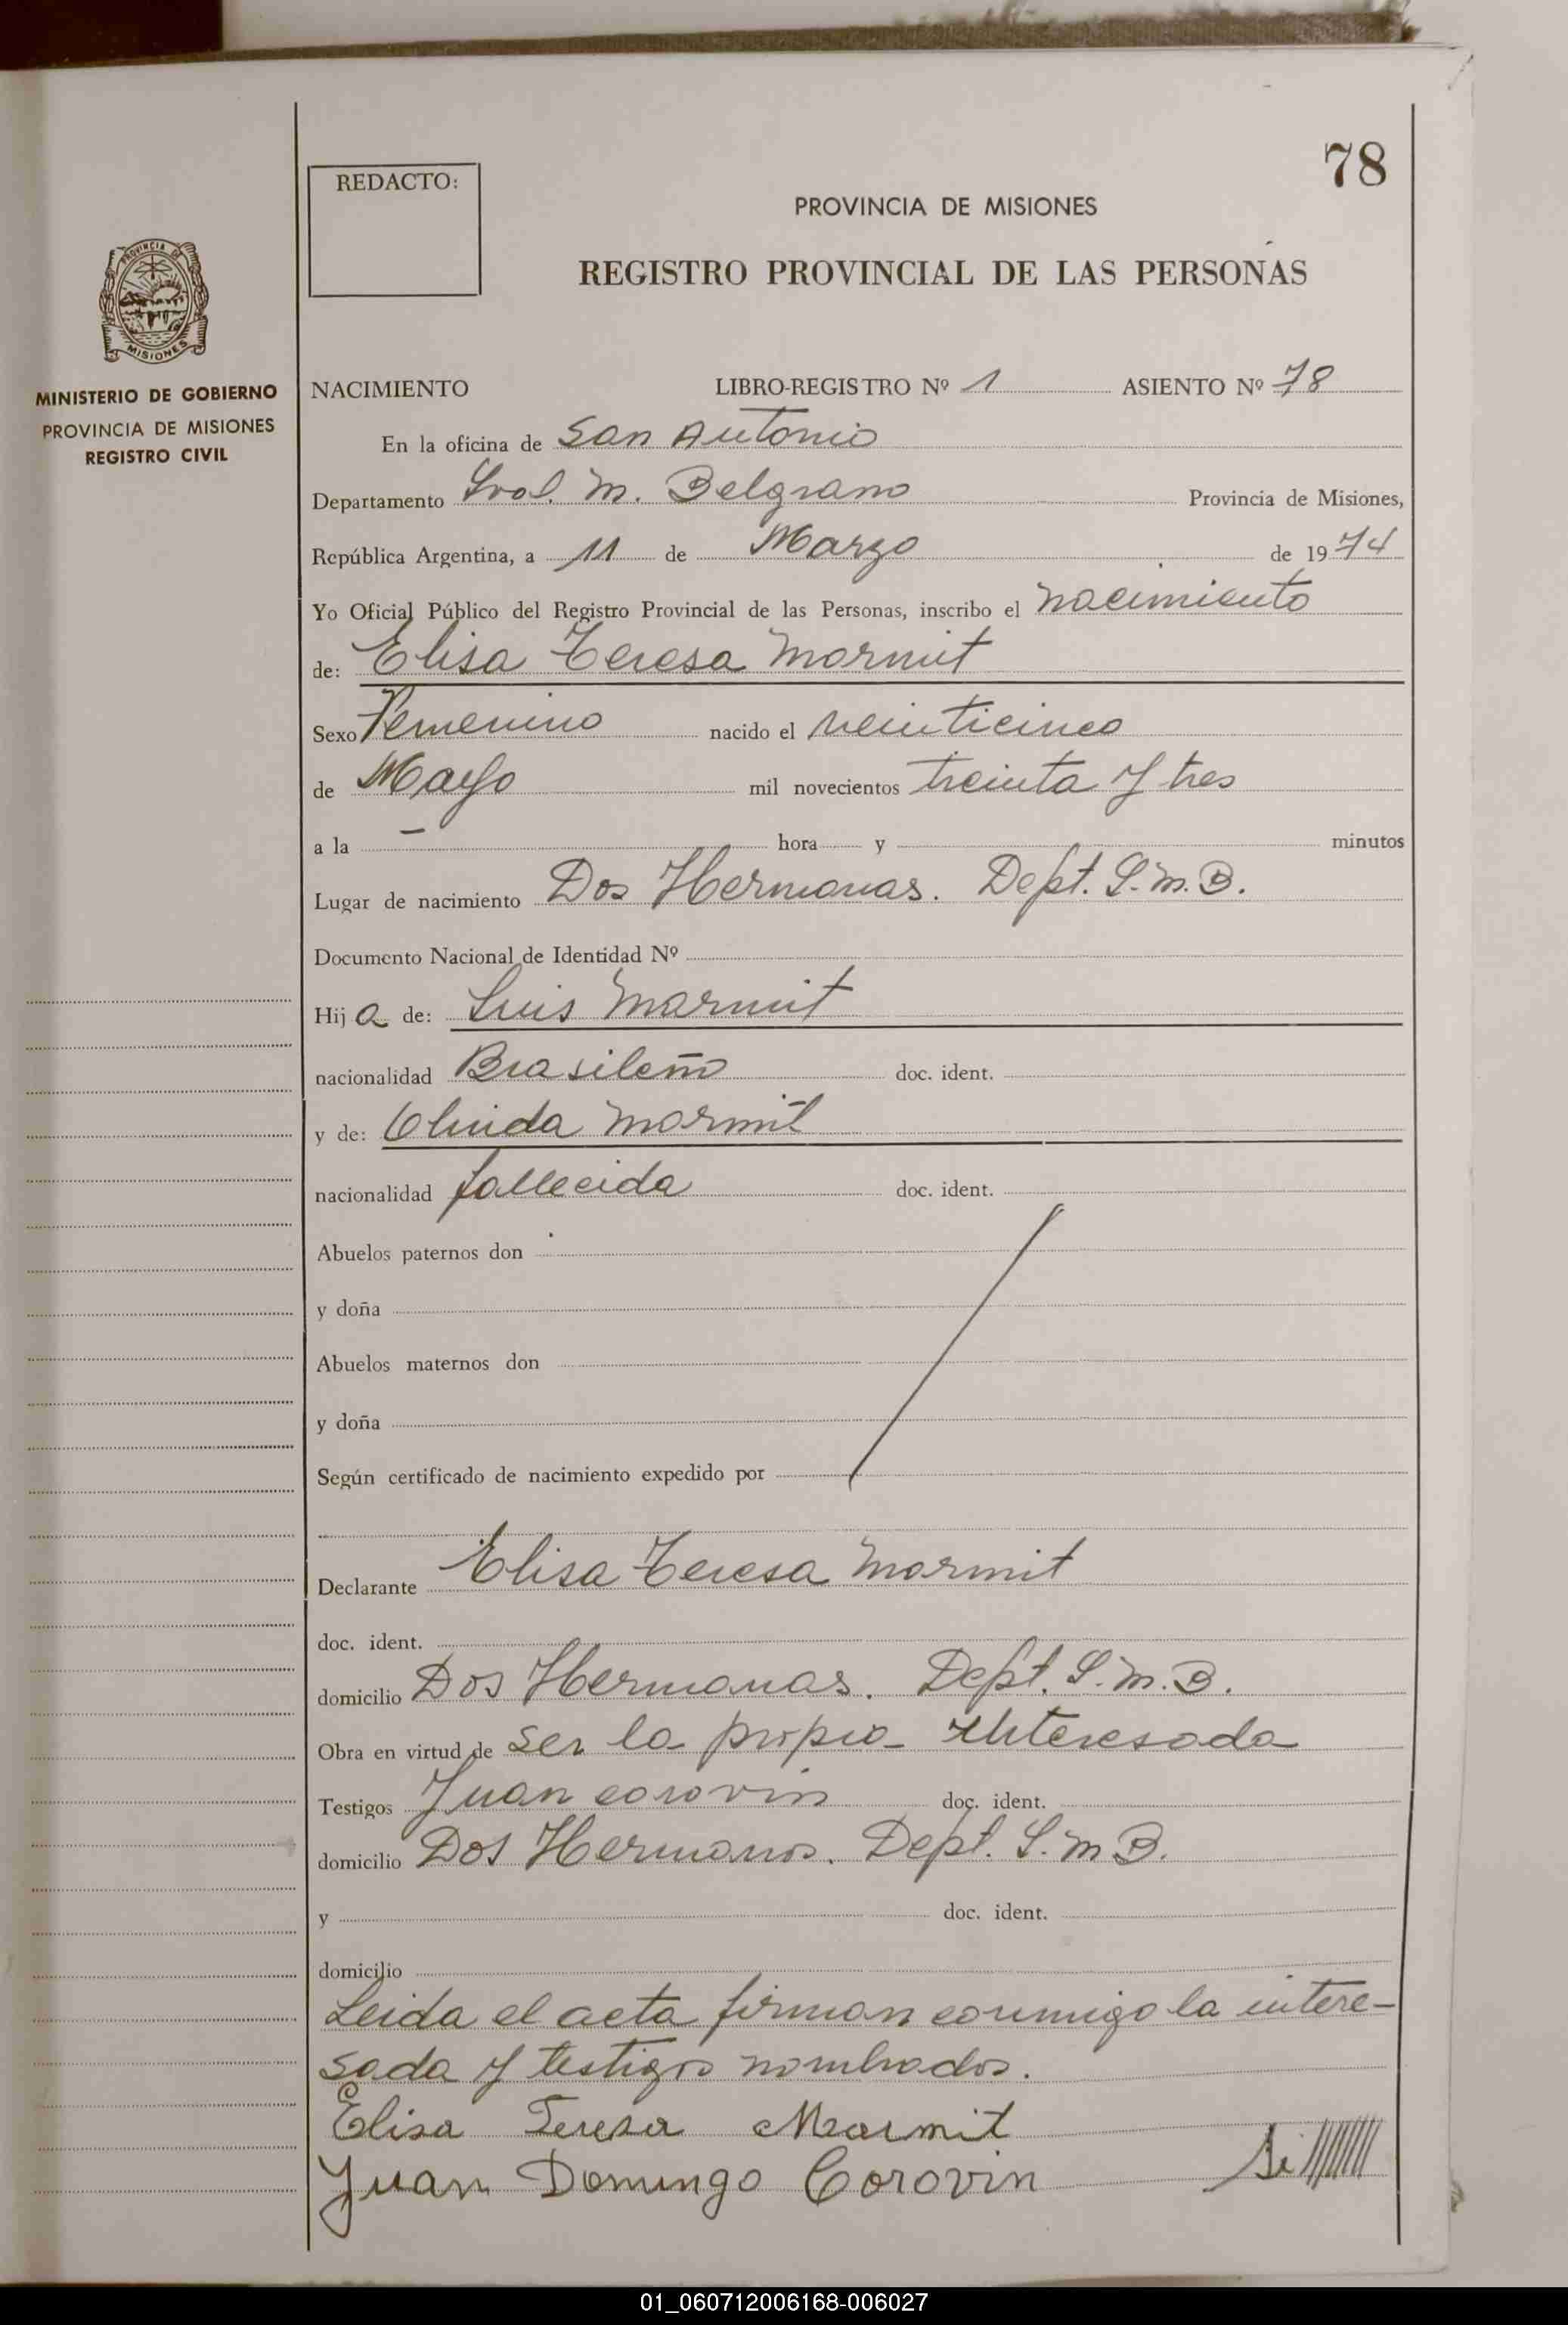 78
REDACTO:
PROVINCIA DE MISIONES
REGISTRO PROVINCIAL DE LAS PERSONAS
PROVINCIA DE
MISIONES
MINISTERIO DE GOBIERNO
PROVINCIA DE MISIONES
REGISTRO CIVIL
NACIMIENTO LIBRO-REGISTRO Nº 1 ASIENTO Nº 78
En la oficina de San Antonio
Departamento Gral. M. Belgrano Provincia de Misiones,
República Argentina, a 11 de Marzo de 1974
Yo Oficial Público del Registro Provincial de las Personas, inscribo el nacimiento
de: Elisa Teresa Marmit
Sexo Femenino nacido el veinticinco
de Mayo mil novecientos treinta y tres
a la - hora y minutos
Lugar de nacimiento Dos Hermanas. Dept. G.M.B.
Documento Nacional de Identidad Nº
Hija de: Luis Marmit
nacionalidad Brasileño doc. ident.
y de: Olinda Marmit
nacionalidad fallecida doc. ident.
Abuelos paternos don
y doña
Abuelos maternos don
y doña
Según certificado de nacimiento expedido por
Declarante Elisa Teresa Marmit
doc. ident.
domicilio Dos Hermanas. Dept. G.M.B.
Obra en virtud de ser la propia interesada
Testigos Juan Corovin doc. ident.
domicilio Dos Hermanas. Dept. G.M B.
y doc. ident.
domicilio
Leida el acta firman conmigo la intere-
sada y testigos nombrados.
Elisa Teresa Marmit
Juan Domingo Corovin
01_060712006168-006027